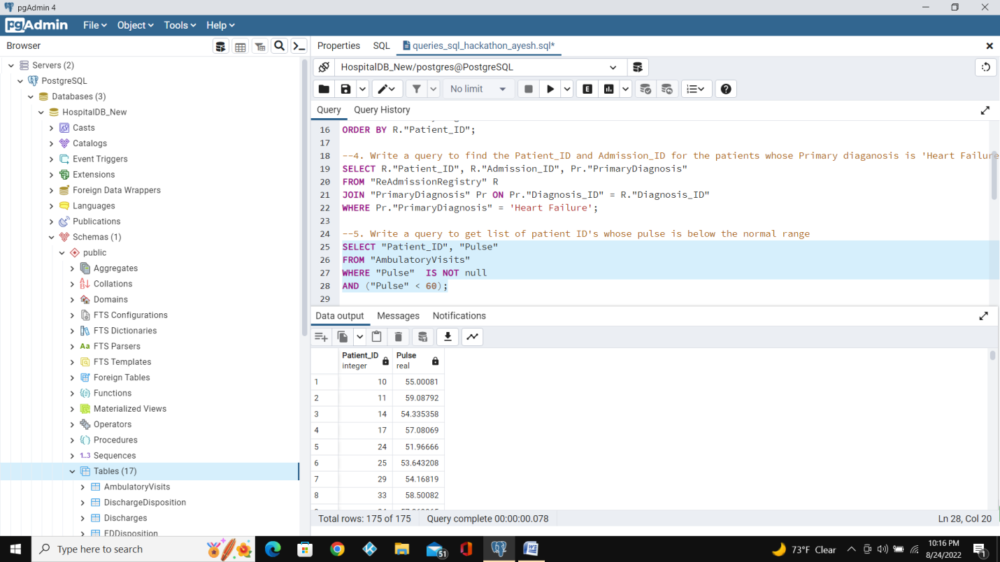 pgAdmin 4
pgAdmin
File
Object
Tools
Help
Browser
Servers (2)
PostgreSQL
Databases (3)
HospitalDB_New
Casts
Catalogs
Event Triggers
Extensions
Foreign Data Wrappers
Languages
Publications
Schemas (1)
public
Aggregates
Collations
Domains
FTS Configurations
FTS Dictionaries
Aa FTS Parsers
FTS Templates
Foreign Tables
Functions
Materialized Views
Operators
Procedures
1..3 Sequences
Tables (17)
AmbulatoryVisits
DischargeDisposition
Discharges
EDDisposition
Properties
SQL
queries_sql_hackathon_ayesh.sql*
HospitalDB_New/postgres@PostgreSQL
No limit
E
Query
Query History
16 ORDER BY R."Patient_ID";
17
18 --4. Write a query to find the Patient_ID and Admission_ID for the patients whose Primary diaganosis is 'Heart Failure
19 SELECT R."Patient_ID", R."Admission_ID", Pr."PrimaryDiagnosis"
20 FROM "ReAdmissionRegistry" R
21 JOIN "PrimaryDiagnosis" Pr ON Pr."Diagnosis_ID" = R."Diagnosis_ID"
22 WHERE Pr."PrimaryDiagnosis" = 'Heart Failure';
23
24 --5. Write a query to get list of patient ID's whose pulse is below the normal range
25 SELECT "Patient_ID", "Pulse"
26 FROM "AmbulatoryVisits"
27 WHERE "Pulse"  IS NOT null
28 AND ("Pulse" < 60);
29
Data output
Messages
Notifications
Patient_ID integer
Pulse real
1 10 55.00081
2 11 59.08792
3 14 54.335358
4 17 57.08069
5 24 51.96666
6 25 53.643208
7 29 54.16819
8 33 58.50082
Total rows: 175 of 175
Query complete 00:00:00.078
Ln 28, Col 20
Type here to search
51
73°F Clear
10:16 PM
8/24/2022
1